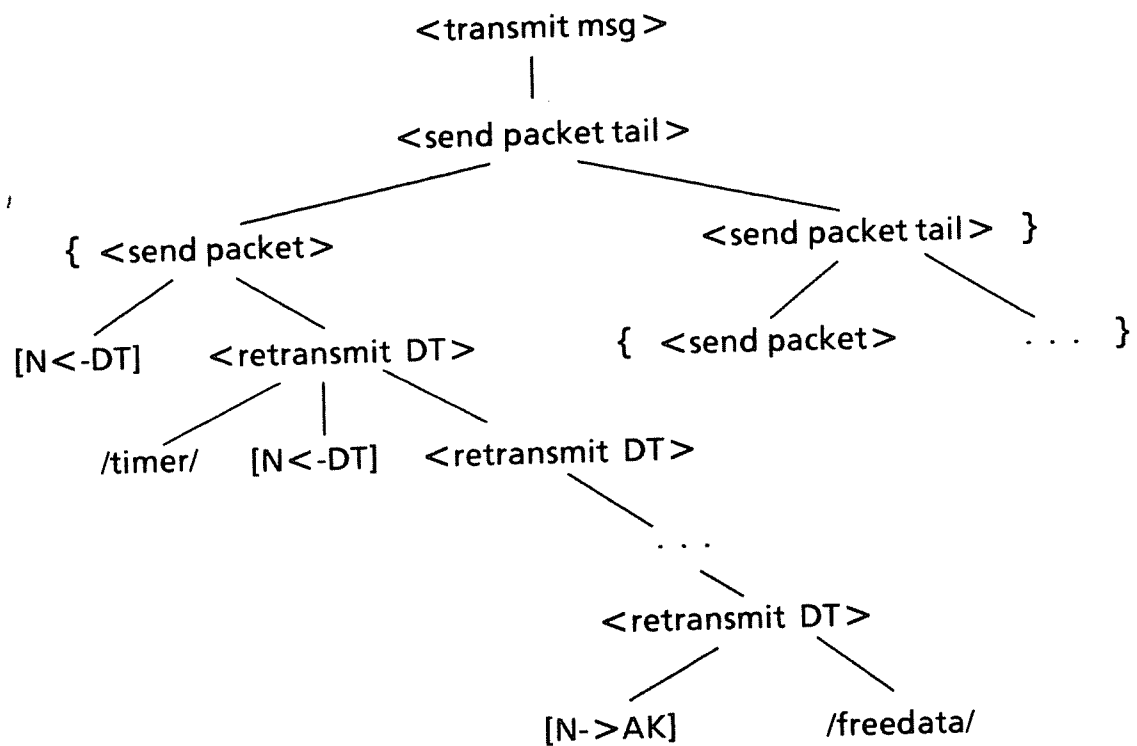 <transmit msg>
<send packet tail>
{ <send packet> <send packet tail> }
[N<-DT] <retransmit DT> { <send packet> . . . }
/timer/ [N<-DT] <retransmit DT>
. . .
<retransmit DT>
[N->AK] /freedata/